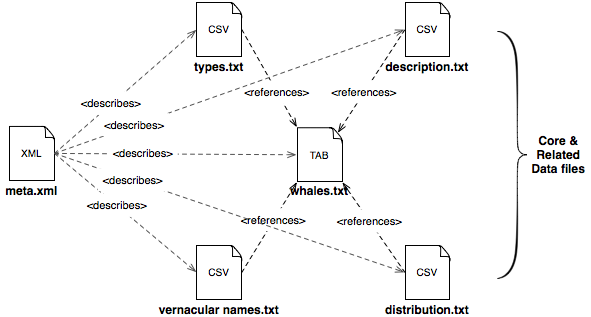 CSV
types.txt
CSV
description.txt
<describes>
<references>
<references>
<describes>
XML
meta.xml
<describes>
TAB
whales.txt
Core &
Related
Data files
<describes>
<describes>
<references>
<references>
CSV
vernacular names.txt
CSV
distribution.txt